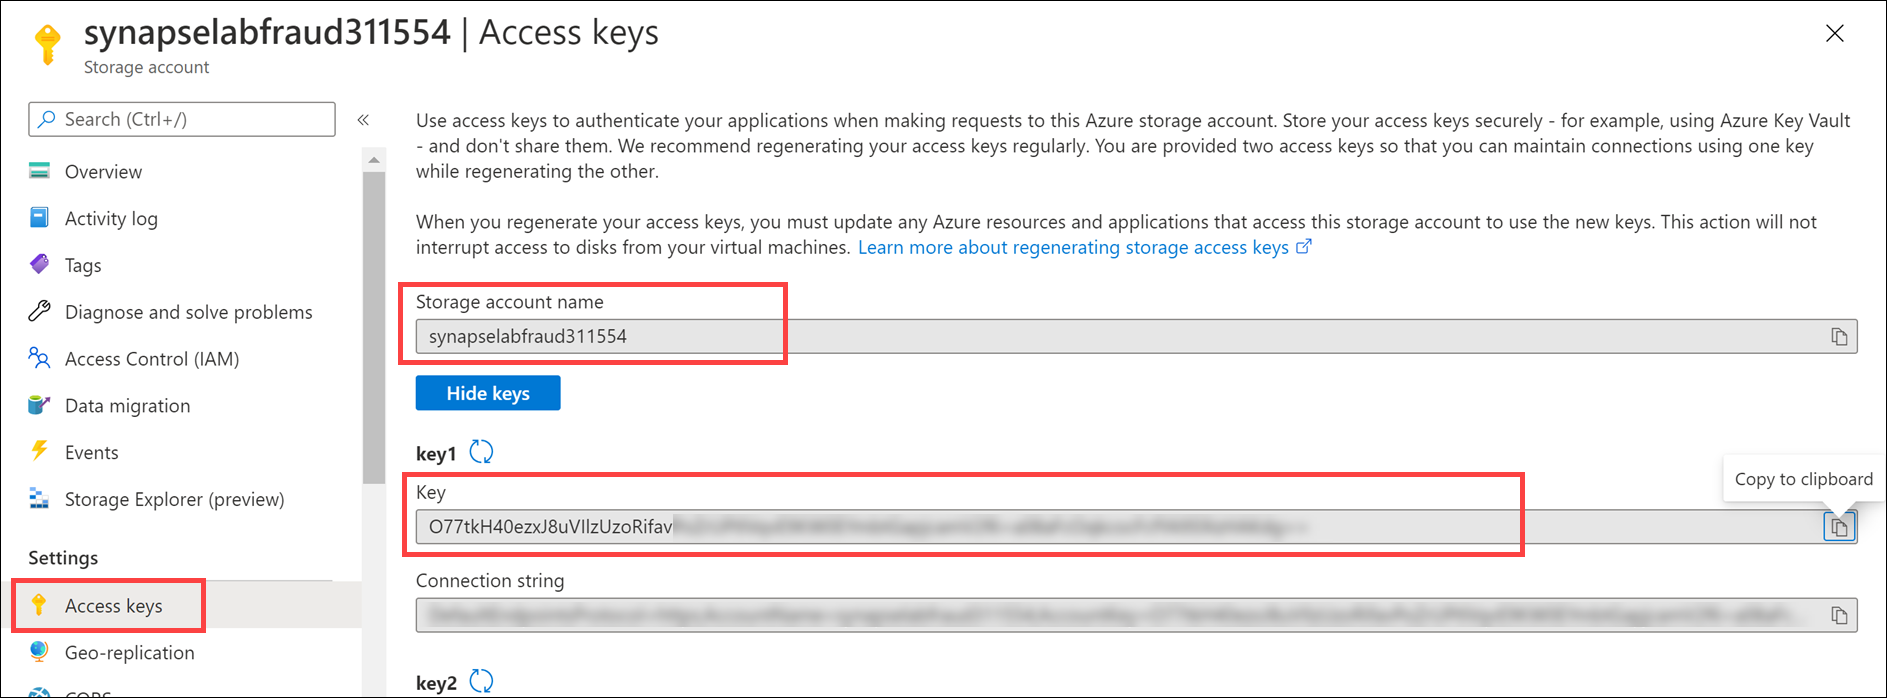 synapselabfraud311554 | Access keys
Storage account
Search (Ctrl+/)
«
Overview
Activity log
Tags
Diagnose and solve problems
Access Control (IAM)
Data migration
Events
Storage Explorer (preview)
Settings
Access keys
Geo-replication
CORS
Use access keys to authenticate your applications when making requests to this Azure storage account. Store your access keys securely - for example, using Azure Key Vault
- and don't share them. We recommend regenerating your access keys regularly. You are provided two access keys so that you can maintain connections using one key
while regenerating the other.
When you regenerate your access keys, you must update any Azure resources and applications that access this storage account to use the new keys. This action will not
interrupt access to disks from your virtual machines. Learn more about regenerating storage access keys
Storage account name
synapselabfraud311554
Hide keys
key1
Copy to clipboard
Key
O77tkH40ezxJ8uVIlzUzoRifav
Connection string
key2